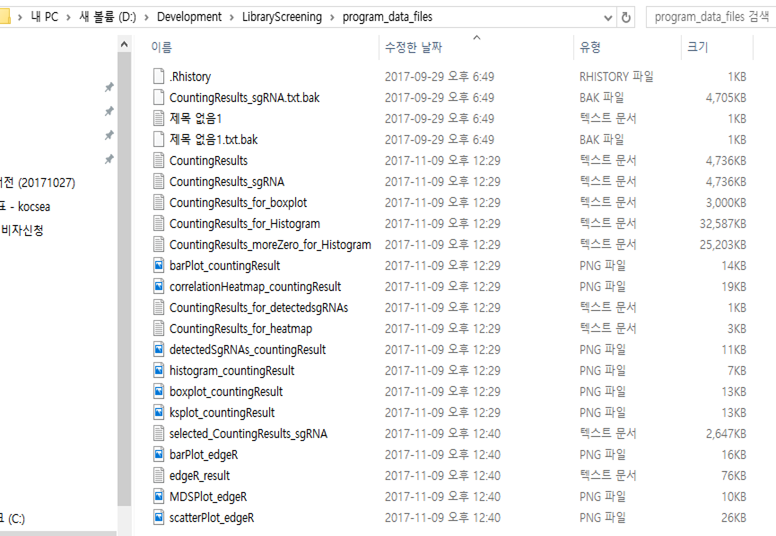 내 PC > 새 볼륨 (D:) > Development > LibraryScreening > program_data_files
program_data_files 검색
이름 수정한 날짜 유형 크기
.Rhistory 2017-09-29 오후 6:49 RHISTORY 파일 1KB
CountingResults_sgRNA.txt.bak 2017-09-29 오후 6:49 BAK 파일 4,705KB
제목 없음1 2017-09-29 오후 6:49 텍스트 문서 1KB
제목 없음1.txt.bak 2017-09-29 오후 6:49 BAK 파일 1KB
CountingResults 2017-11-09 오후 12:29 텍스트 문서 4,736KB
CountingResults_sgRNA 2017-11-09 오후 12:29 텍스트 문서 4,736KB
CountingResults_for_boxplot 2017-11-09 오후 12:29 텍스트 문서 3,000KB
CountingResults_for_Histogram 2017-11-09 오후 12:29 텍스트 문서 32,587KB
CountingResults_moreZero_for_Histogram 2017-11-09 오후 12:29 텍스트 문서 25,203KB
barPlot_countingResult 2017-11-09 오후 12:29 PNG 파일 14KB
correlationHeatmap_countingResult 2017-11-09 오후 12:29 PNG 파일 19KB
CountingResults_for_detectedsgRNAs 2017-11-09 오후 12:29 텍스트 문서 1KB
CountingResults_for_heatmap 2017-11-09 오후 12:29 텍스트 문서 3KB
detectedSgRNAs_countingResult 2017-11-09 오후 12:29 PNG 파일 11KB
histogram_countingResult 2017-11-09 오후 12:29 PNG 파일 7KB
boxplot_countingResult 2017-11-09 오후 12:29 PNG 파일 13KB
ksplot_countingResult 2017-11-09 오후 12:29 PNG 파일 13KB
selected_CountingResults_sgRNA 2017-11-09 오후 12:40 텍스트 문서 2,647KB
barPlot_edgeR 2017-11-09 오후 12:40 PNG 파일 16KB
edgeR_result 2017-11-09 오후 12:40 텍스트 문서 76KB
MDSPlot_edgeR 2017-11-09 오후 12:40 PNG 파일 10KB
scatterPlot_edgeR 2017-11-09 오후 12:40 PNG 파일 26KB
전 (20171027)
- kocsea
비자신청
(C:)